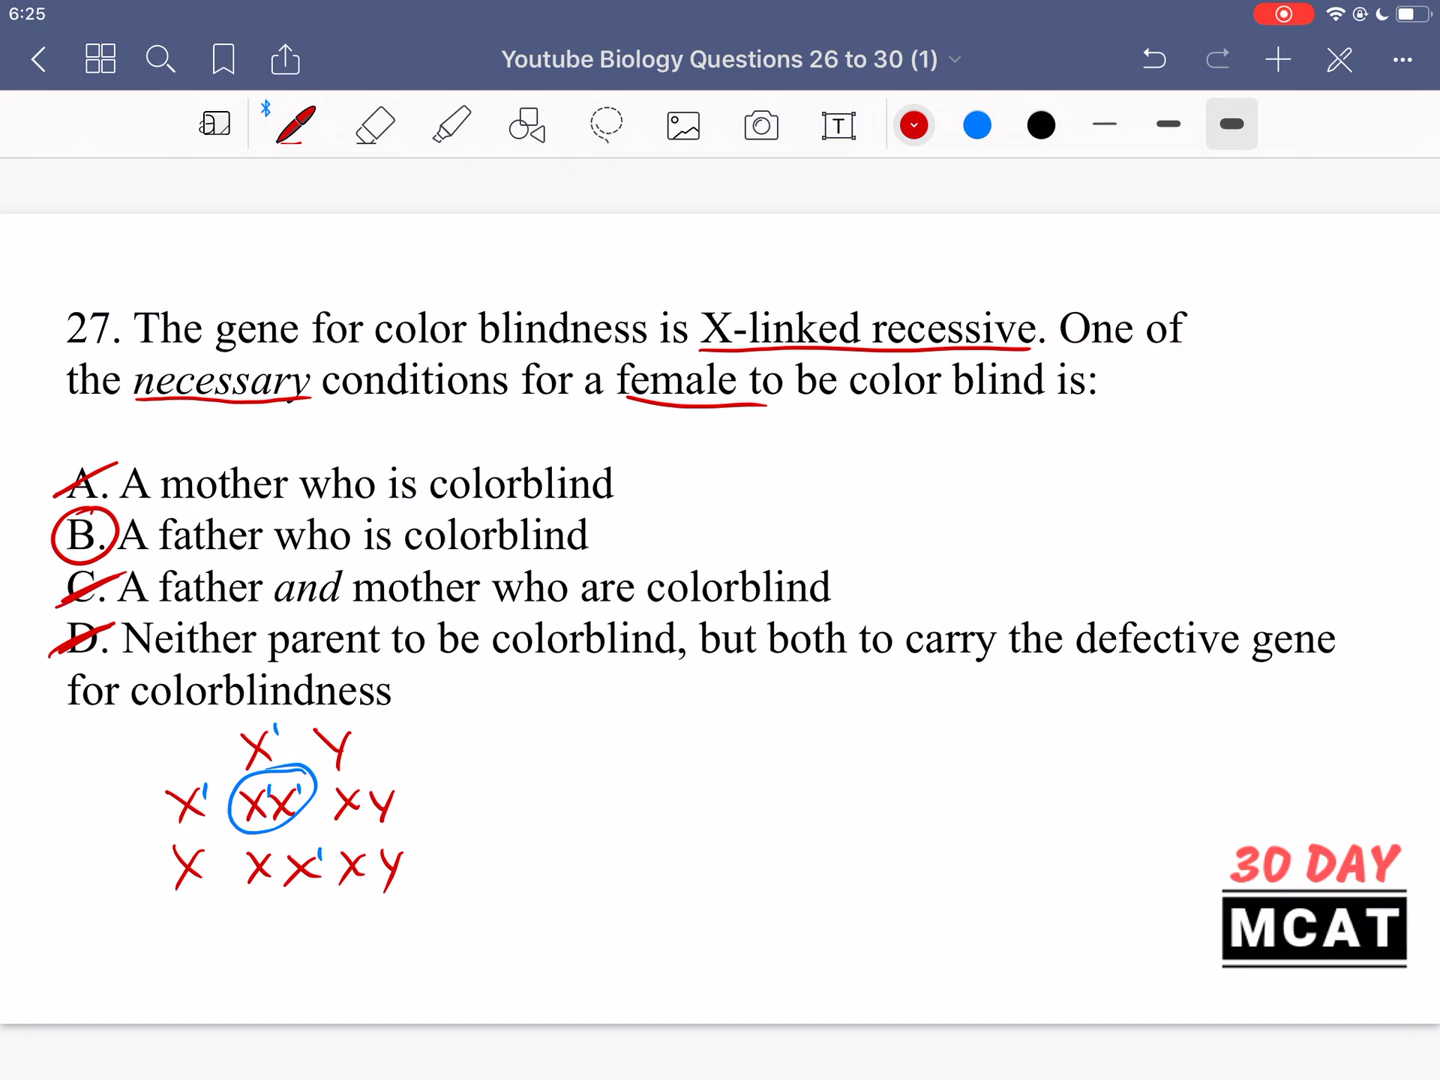 6:25
Youtube Biology Questions 26 to 30 (1)
T
27. The gene for color blindness is X-linked recessive. One of
the necessary conditions for a female to be color blind is:
A. A mother who is colorblind
B. A father who is colorblind
C. A father and mother who are colorblind
D. Neither parent to be colorblind, but both to carry the defective gene
for colorblindness
X' Y
X' X'X' XY
X XX' XY
30 DAY
MCAT